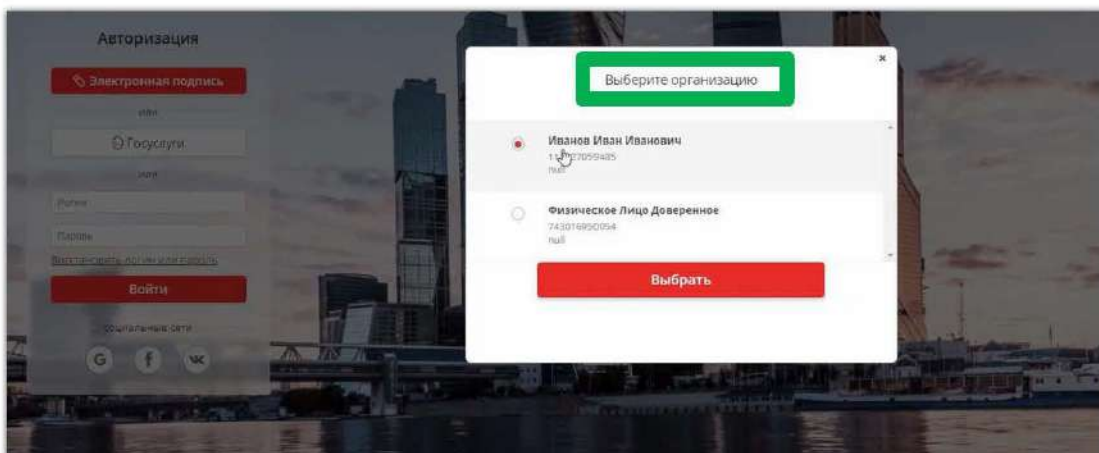 Авторизация
Электронная подпись
или
Госуслуги
или
Логин
Пароль
Восстановить логин или пароль
Войти
социальные сети
G f
Выберите организацию
Иванов Иван Иванович
null
Физическое Лицо Доверенное
743016950954
null
Выбрать